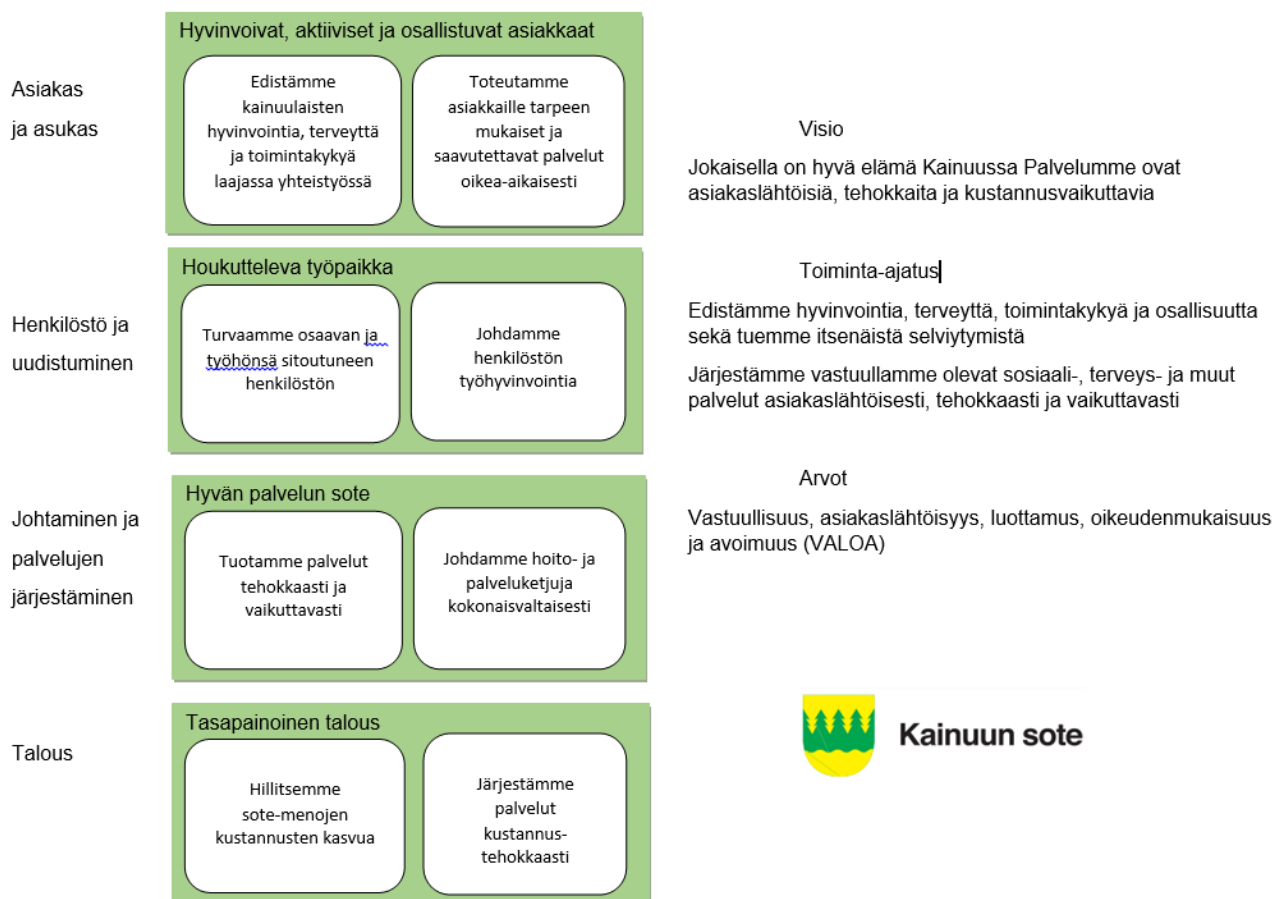 Asiakas
ja asukas
Hyvinvoivat, aktiiviset ja osallistuvat asiakkaat
Edistämme
kainuulaisten
hyvinvointia, terveyttä
ja toimintakykyä
laajassa yhteistyössä
Toteutamme
asiakkaille tarpeen
mukaiset ja
saavutettavat palvelut
oikea-aikaisesti
Henkilöstö ja
uudistuminen
Houkutteleva työpaikka
Turvaamme osaavan ja
työhönsä sitoutuneen
henkilöstön
Johdamme
henkilöstön
työhyvinvointia
Johtaminen ja
palvelujen
järjestäminen
Hyvän palvelun sote
Tuotamme palvelut
tehokkaasti ja
vaikuttavasti
Johdamme hoito- ja
palveluketjuja
kokonaisvaltaisesti
Talous
Tasapainoinen talous
Hillitsemme
sote-menojen
kustannusten kasvua
Järjestämme
palvelut
kustannus-
tehokkaasti
Visio
Jokaisella on hyvä elämä Kainuussa Palvelumme ovat
asiakaslähtöisiä, tehokkaita ja kustannusvaikuttavia
Toiminta-ajatus
Edistämme hyvinvointia, terveyttä, toimintakykyä ja osallisuutta
sekä tuemme itsenäistä selviytymistä
Järjestämme vastuullamme olevat sosiaali-, terveys- ja muut
palvelut asiakaslähtöisesti, tehokkaasti ja vaikuttavasti
Arvot
Vastuullisuus, asiakaslähtöisyys, luottamus, oikeudenmukaisuus
ja avoimuus (VALOA)
Kainuun sote